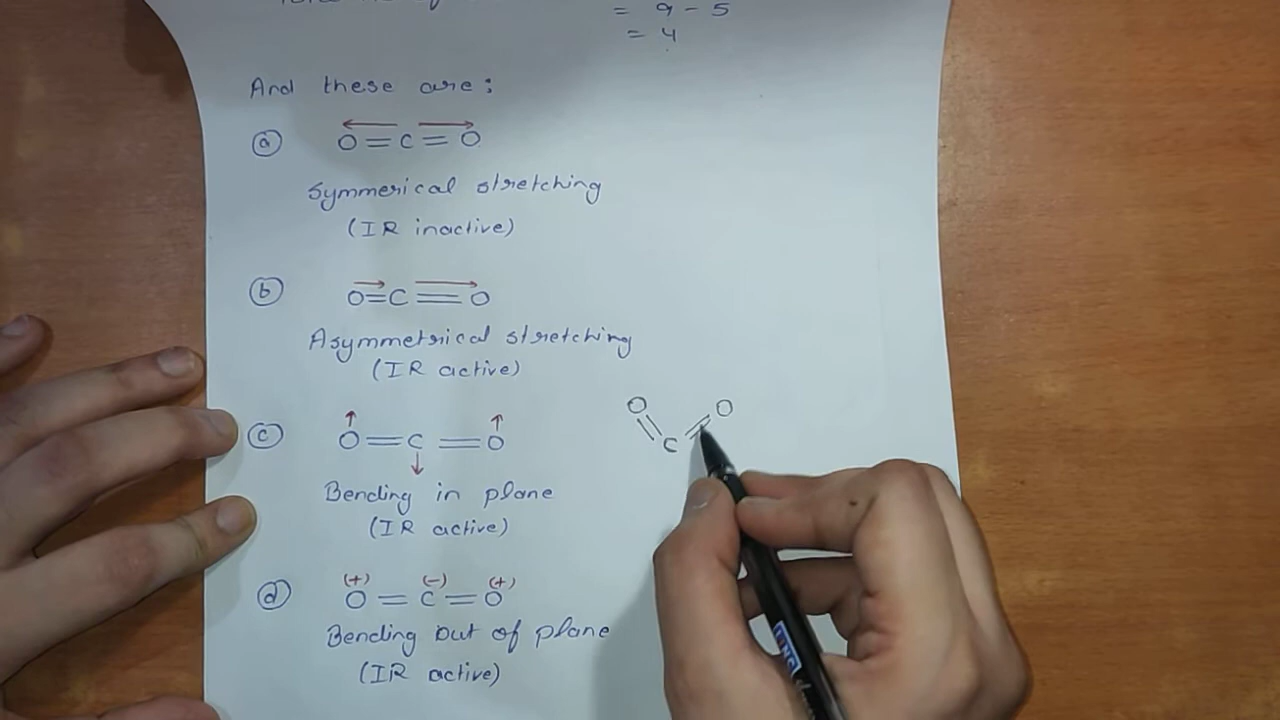 = 9 - 5
= 4
And these are :
(a) O = C = O
Symmerical stretching
(IR inactive)
(b) O = C = O
Asymmetrical stretching
(IR active)
(c) O = C = O
Bending in plane
(IR active)
O = C = O
(d) (+) (-) (+)
O = C = O
Bending out of plane
(IR active)